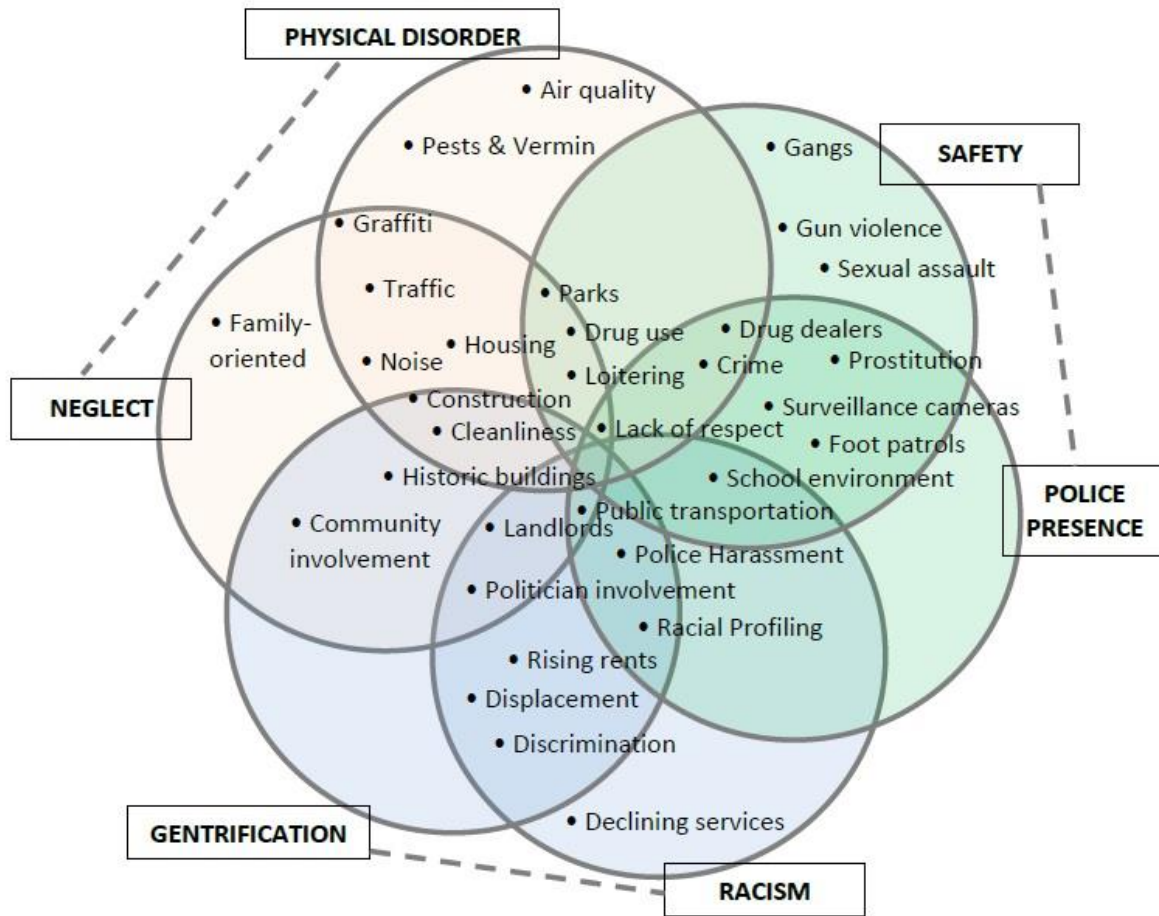 PHYSICAL DISORDER
• Air quality
• Pests & Vermin
• Gangs
SAFETY
• Graffiti
• Gun violence
• Sexual assault
• Traffic
• Parks
• Family-
oriented
• Drug use
• Drug dealers
• Housing
• Noise
• Loitering
• Crime
• Prostitution
NEGLECT
• Construction
• Surveillance cameras
• Cleanliness
• Lack of respect
• Foot patrols
• Historic buildings
• School environment
POLICE
PRESENCE
• Community
involvement
• Landlords
• Public transportation
• Police Harassment
• Politician involvement
• Racial Profiling
• Rising rents
• Displacement
• Discrimination
• Declining services
GENTRIFICATION
RACISM